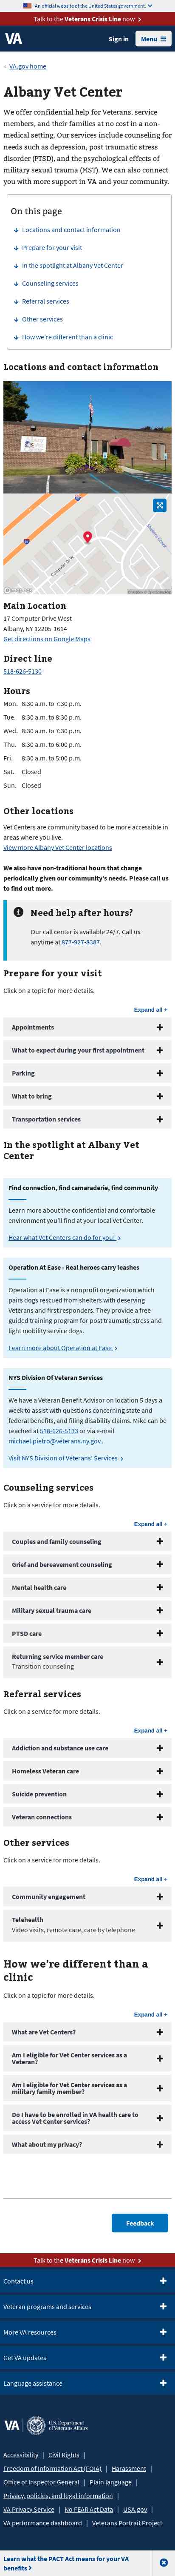 An official website of the United States government.
Talk to the Veterans Crisis Line now
VA
Sign in
Menu
VA.gov home
Albany Vet Center
We offer confidential help for Veterans, service
members, and their families at no cost in a non-
medical setting. Our services include counseling for
needs such as depression, post traumatic stress
disorder (PTSD), and the psychological effects of
military sexual trauma (MST). We can also connect
you with more support in VA and your community.
On this page
Locations and contact information
Prepare for your visit
In the spotlight at Albany Vet Center
Counseling services
Referral services
Other services
How we're different than a clinic
Locations and contact information
Main Location
17 Computer Drive West
Albany, NY 12205-1614
Get directions on Google Maps
Direct line
518-626-5130
Hours
Mon. 8:30 a.m. to 7:30 p.m.
Tue. 8:30 a.m. to 8:30 p.m.
Wed. 8:30 a.m. to 7:30 p.m.
Thu. 8:30 a.m. to 6:00 p.m.
Fri. 8:30 a.m. to 5:00 p.m.
Sat. Closed
Sun. Closed
Other locations
Vet Centers are community based to be more accessible in
areas where you live.
View more Albany Vet Center locations
We also have non-traditional hours that change
periodically given our community's needs. Please call us
to find out more.
Need help after hours?
Our call center is available 24/7. Call us
anytime at 877-927-8387.
Prepare for your visit
Click on a topic for more details.
Expand all +
Appointments
What to expect during your first appointment
Parking
What to bring
Transportation services
In the spotlight at Albany Vet
Center
Find connection, find camaraderie, find community
Learn more about the confidential and comfortable
environment you'll find at your local Vet Center.
Hear what Vet Centers can do for you!
Operation At Ease - Real heroes carry leashes
Operation at Ease is a nonprofit organization which
pairs dogs rescued from shelters with deserving
Veterans and first responders. They provide a free
dog training program for post traumatic stress and
light mobility service dogs.
Learn more about Operation at Ease
NYS Division Of Veteran Services
We have a Veteran Benefit Advisor on location 5 days a
week to assist with military and civilian benefits,
additional assistance, and filing disability claims. Mike can be
reached at 518-626-5133 or via e-mail
michael.pietro@veterans.ny.gov.
Visit NYS Division of Veterans' Services
Counseling services
Click on a service for more details.
Expand all +
Couples and family counseling
Grief and bereavement counseling
Mental health care
Military sexual trauma care
PTSD care
Returning service member care
Transition counseling
Referral services
Click on a service for more details.
Expand all +
Addiction and substance use care
Homeless Veteran care
Suicide prevention
Veteran connections
Other services
Click on a service for more details.
Expand all +
Community engagement
Telehealth
Video visits, remote care, care by telephone
How we're different than a
clinic
Click on a topic for more details.
Expand all +
What are Vet Centers?
Am I eligible for Vet Center services as a
Veteran?
Am I eligible for Vet Center services as a
military family member?
Do I have to be enrolled in VA health care to
access Vet Center services?
What about my privacy?
Feedback
Talk to the Veterans Crisis Line now
Contact us
Veteran programs and services
More VA resources
Get VA updates
Language assistance
VA
U.S. Department
of Veterans Affairs
Accessibility | Civil Rights |
Freedom of Information Act (FOIA) | Harassment |
Office of Inspector General | Plain language |
Privacy, policies, and legal information |
VA Privacy Service | No FEAR Act Data | USA.gov |
VA performance dashboard | Veterans Portrait Project
Learn what the PACT Act means for your VA
benefits